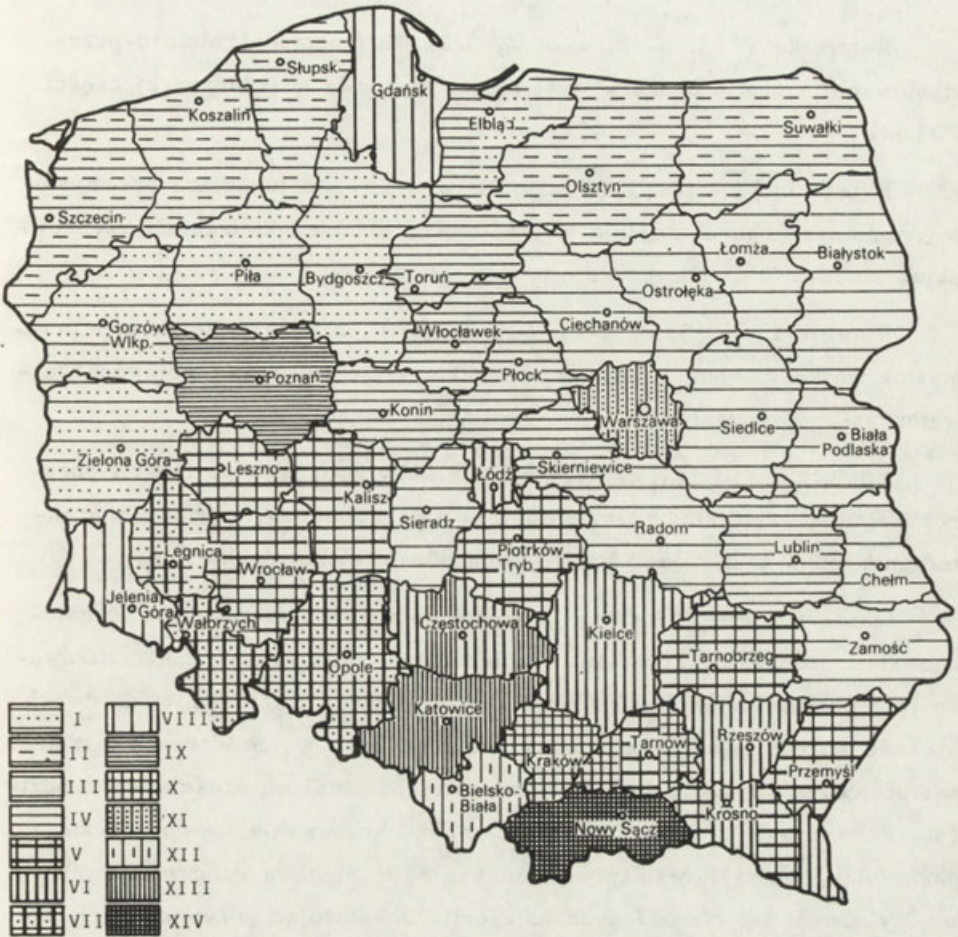 Słupsk
Gdańsk
Koszalin
Elbląg
Suwałki
Olsztyn
Szczecin
Łomża
Białystok
Piła
Bydgoszcz
Toruń
Ostrołęka
Gorzów
Wlkp.
Włocławek
Ciechanów
Poznań
Płock
Konin
Warszawa
Siedlce
Biała
Podlaska
Zielona Góra
Leszno
Łódź
Skierniewice
Kalisz
Sieradz
Radom
Legnica
Piotrków
Tryb.
Lublin
Wrocław
Chełm
Jelenia
Góra
Wałbrzych
Częstochowa
Kielce
Zamość
Opole
Tarnobrzeg
Katowice
Rzeszów
Kraków
Tarnów
Przemyśl
Bielsko-
Biała
Krosno
Nowy Sącz
I VIII
II IX
III X
IV XI
V XII
VI XIII
VII XIV